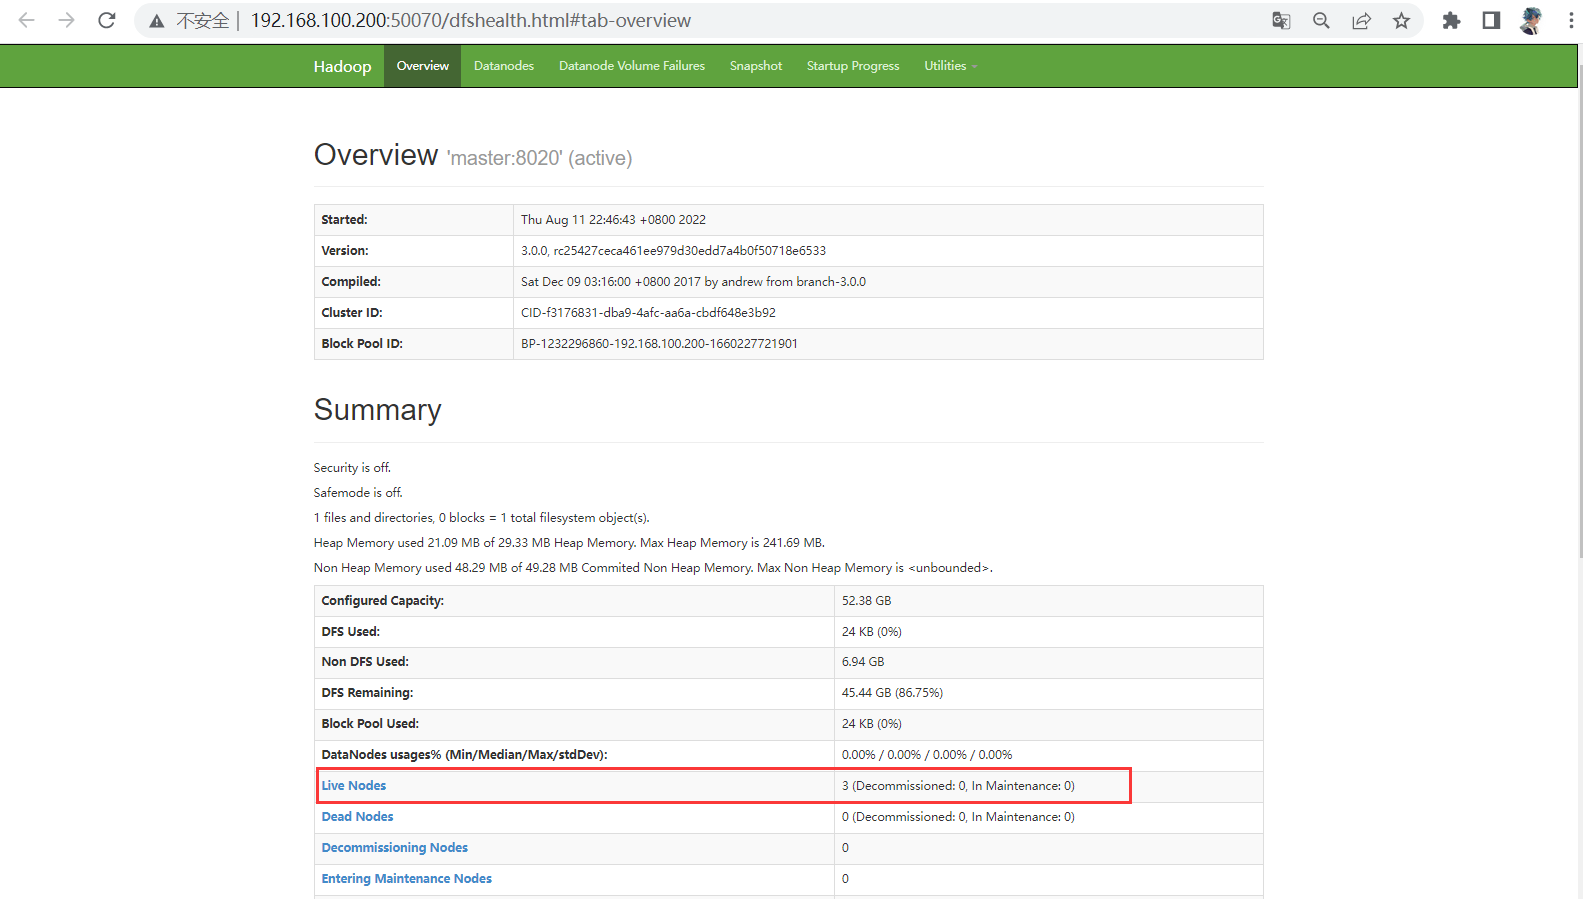 不安全 | 192.168.100.200:50070/dfshealth.html#tab-overview
Hadoop Overview Datanodes Datanode Volume Failures Snapshot Startup Progress Utilities
Overview 'master:8020' (active)
Started: Thu Aug 11 22:46:43 +0800 2022
Version: 3.0.0, rc25427ceca461ee979d30edd7a4b0f50718e6533
Compiled: Sat Dec 09 03:16:00 +0800 2017 by andrew from branch-3.0.0
Cluster ID: CID-f3176831-dba9-4afc-aa6a-cbdf648e3b92
Block Pool ID: BP-1232296860-192.168.100.200-1660227721901
Summary
Security is off.
Safemode is off.
1 files and directories, 0 blocks = 1 total filesystem object(s).
Heap Memory used 21.09 MB of 29.33 MB Heap Memory. Max Heap Memory is 241.69 MB.
Non Heap Memory used 48.29 MB of 49.28 MB Commited Non Heap Memory. Max Non Heap Memory is <unbounded>.
Configured Capacity: 52.38 GB
DFS Used: 24 KB (0%)
Non DFS Used: 6.94 GB
DFS Remaining: 45.44 GB (86.75%)
Block Pool Used: 24 KB (0%)
DataNodes usages% (Min/Median/Max/stdDev): 0.00% / 0.00% / 0.00% / 0.00%
Live Nodes 3 (Decommissioned: 0, In Maintenance: 0)
Dead Nodes 0 (Decommissioned: 0, In Maintenance: 0)
Decommissioning Nodes 0
Entering Maintenance Nodes 0